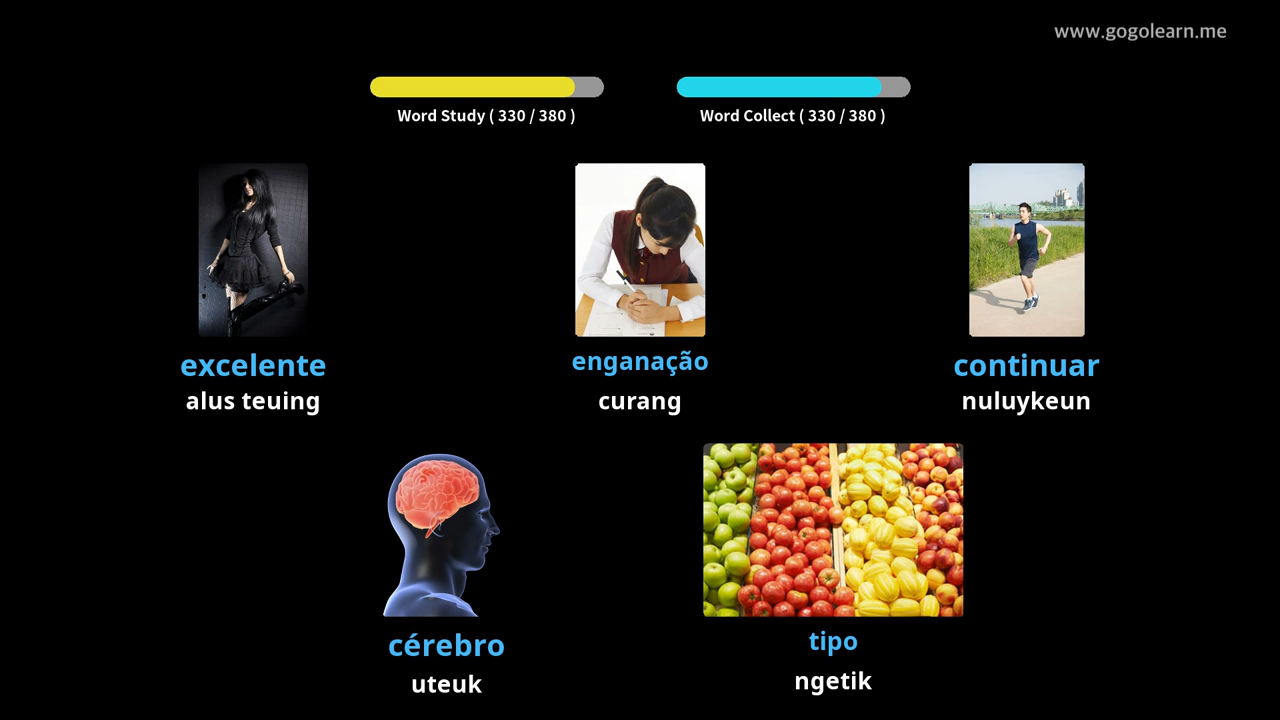 www.gogolearn.me
Word Study ( 330 / 380 )
Word Collect ( 330 / 380 )
excelente
alus teuing
enganação
curang
continuar
nuluykeun
cérebro
uteuk
tipo
ngetik